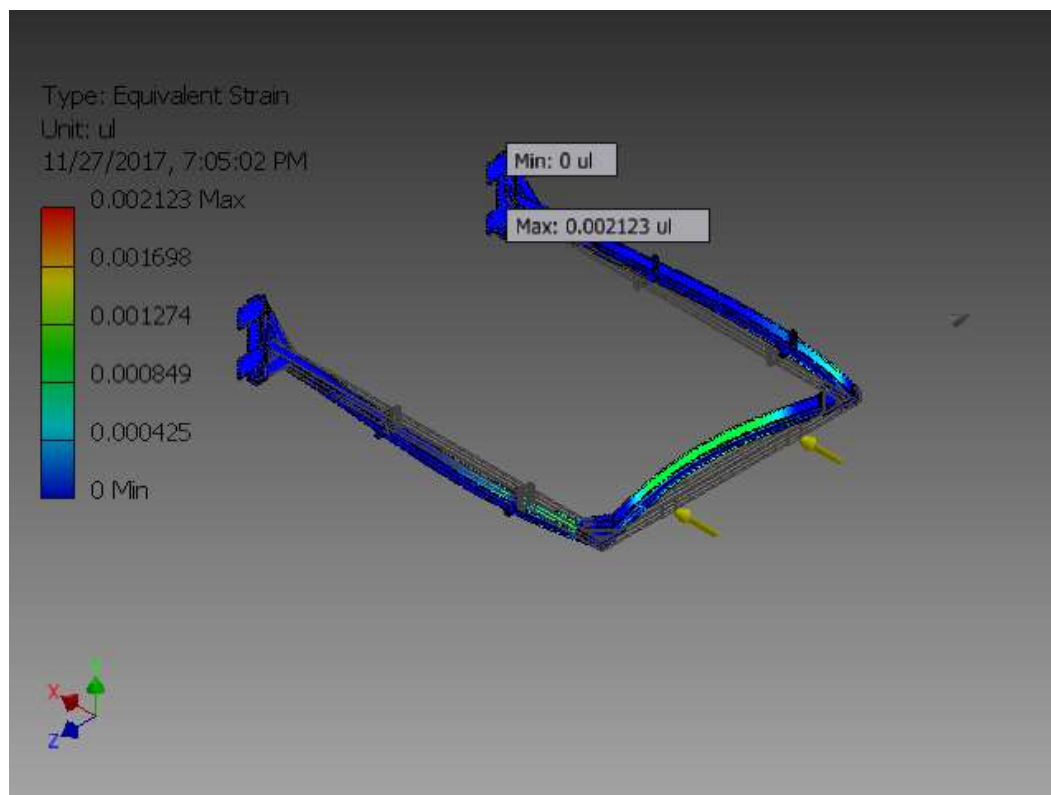 Type: Equivalent Strain
Unit: ul
11/27/2017, 7:05:02 PM
0.002123 Max
0.001698
0.001274
0.000849
0.000425
0 Min
Min: 0 ul
Max: 0.002123 ul
X
Z